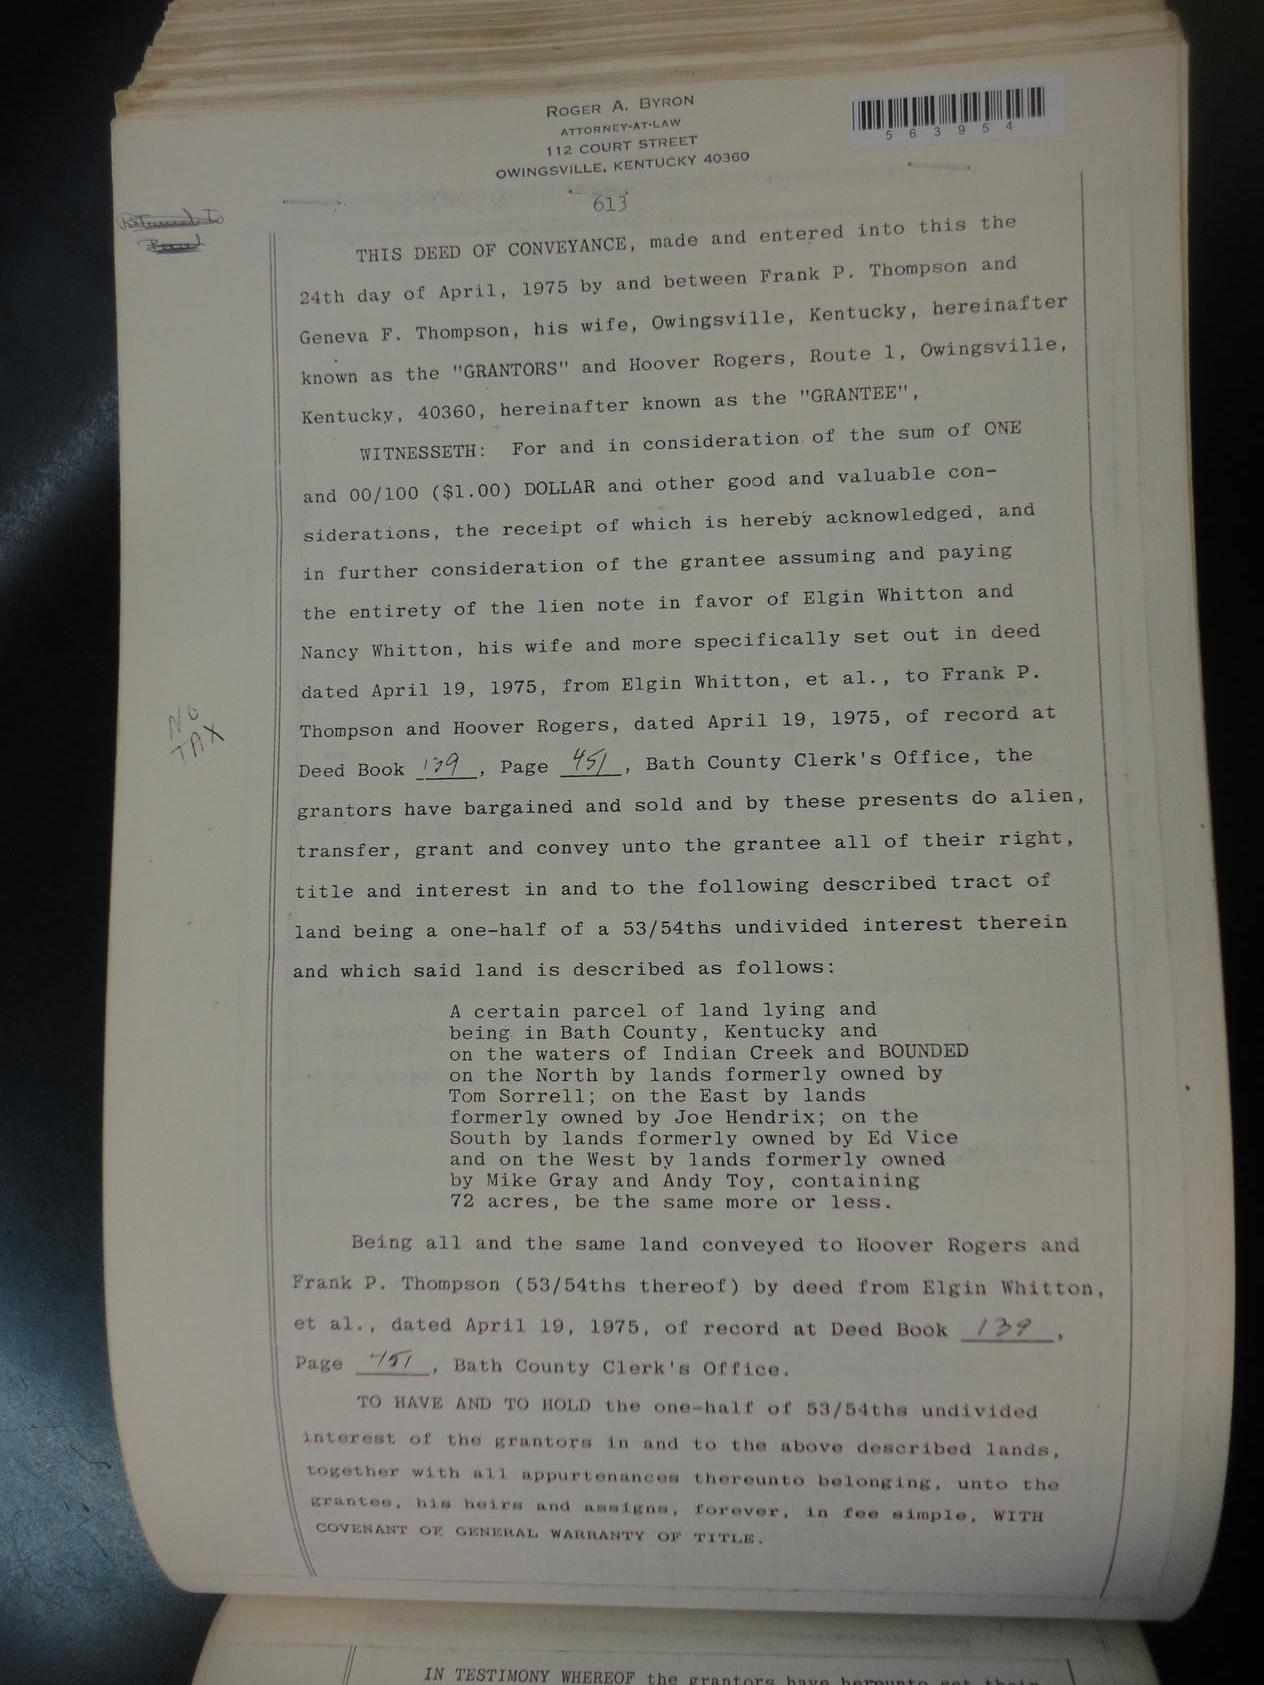 ROGER A. BYRON
ATTORNEY-AT-LAW
112 COURT STREET
OWINGSVILLE, KENTUCKY 40360
563954
613
THIS DEED OF CONVEYANCE, made and entered into this the
24th day of April, 1975 by and between Frank P. Thompson and
Geneva F. Thompson, his wife, Owingsville, Kentucky, hereinafter
known as the "GRANTORS" and Hoover Rogers, Route 1, Owingsville,
Kentucky, 40360, hereinafter known as the "GRANTEE",
WITNESSETH: For and in consideration of the sum of ONE
and 00/100 ($1.00) DOLLAR and other good and valuable con-
siderations, the receipt of which is hereby acknowledged, and
in further consideration of the grantee assuming and paying
the entirety of the lien note in favor of Elgin Whitton and
Nancy Whitton, his wife and more specifically set out in deed
dated April 19, 1975, from Elgin Whitton, et al., to Frank P.
Thompson and Hoover Rogers, dated April 19, 1975, of record at
NO
TAX
Deed Book 139, Page 451, Bath County Clerk's Office, the
grantors have bargained and sold and by these presents do alien,
transfer, grant and convey unto the grantee all of their right,
title and interest in and to the following described tract of
land being a one-half of a 53/54ths undivided interest therein
and which said land is described as follows:
A certain parcel of land lying and
being in Bath County, Kentucky and
on the waters of Indian Creek and BOUNDED
on the North by lands formerly owned by
Tom Sorrell; on the East by lands
formerly owned by Joe Hendrix; on the
South by lands formerly owned by Ed Vice
and on the West by lands formerly owned
by Mike Gray and Andy Toy, containing
72 acres, be the same more or less.
Being all and the same land conveyed to Hoover Rogers and
Frank P. Thompson (53/54ths thereof) by deed from Elgin Whitton,
et al., dated April 19, 1975, of record at Deed Book 139,
Page 451, Bath County Clerk's Office.
TO HAVE AND TO HOLD the one-half of 53/54ths undivided
interest of the grantors in and to the above described lands,
together with all appurtenances thereunto belonging, unto the
grantee, his heirs and assigns, forever, in fee simple, WITH
COVENANT OF GENERAL WARRANTY OF TITLE.
IN TESTIMONY WHEREOF the grantors have hereunto set their